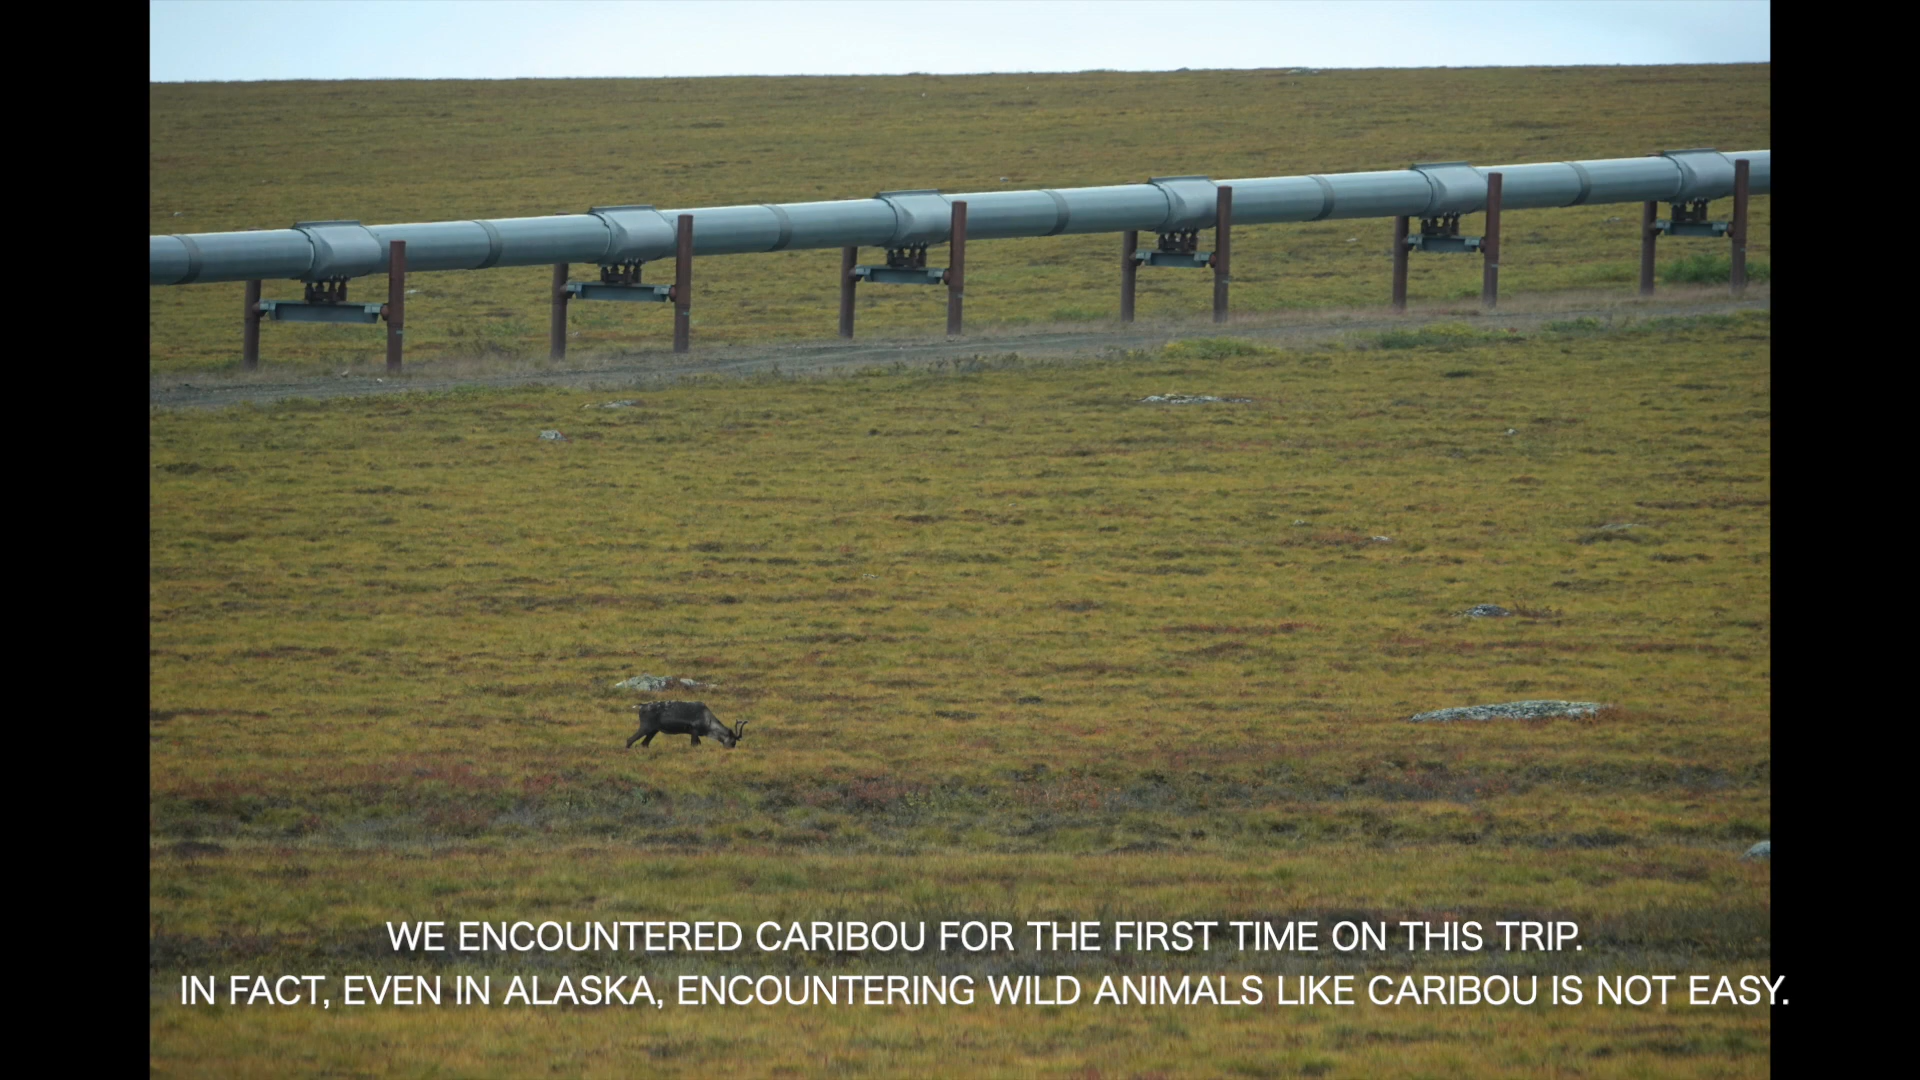 WE ENCOUNTERED CARIBOU FOR THE FIRST TIME ON THIS TRIP.
IN FACT, EVEN IN ALASKA, ENCOUNTERING WILD ANIMALS LIKE CARIBOU IS NOT EASY.